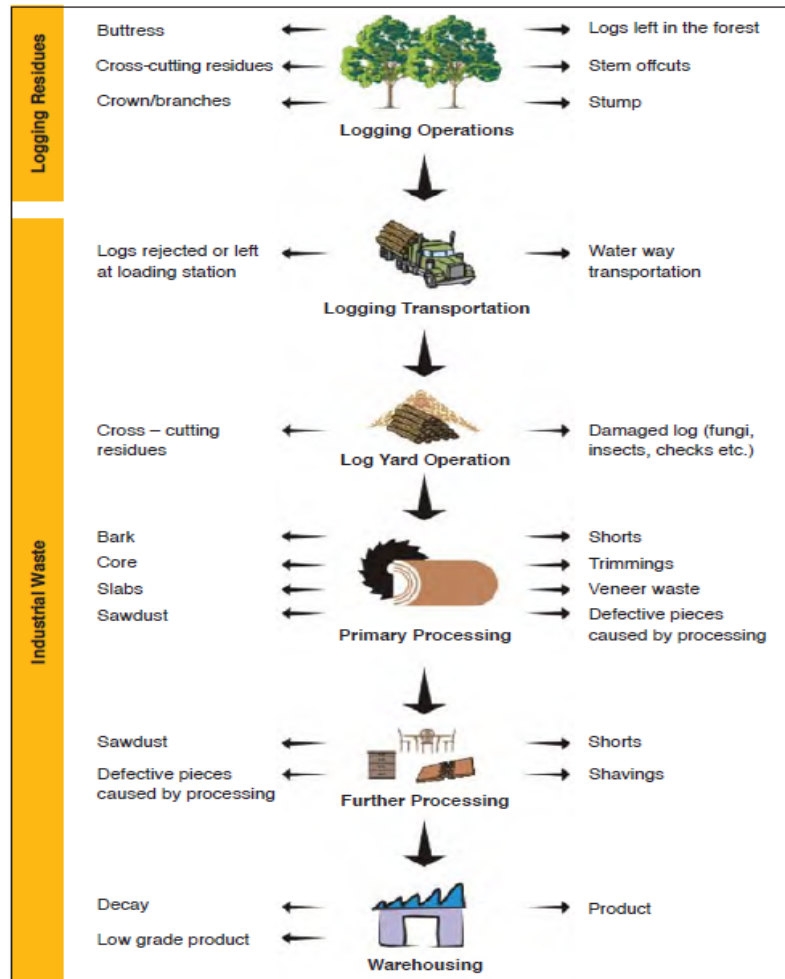 Logging Residues
Buttress
Logs left in the forest
Cross-cutting residues
Stem offcuts
Crown/branches
Stump
Logging Operations
Industrial Waste
Logs rejected or left
at loading station
Water way
transportation
Logging Transportation
Cross – cutting
residues
Damaged log (fungi,
insects, checks etc.)
Log Yard Operation
Bark
Shorts
Core
Trimmings
Slabs
Veneer waste
Sawdust
Defective pieces
caused by processing
Primary Processing
Sawdust
Shorts
Defective pieces
caused by processing
Shavings
Further Processing
Decay
Product
Low grade product
Warehousing